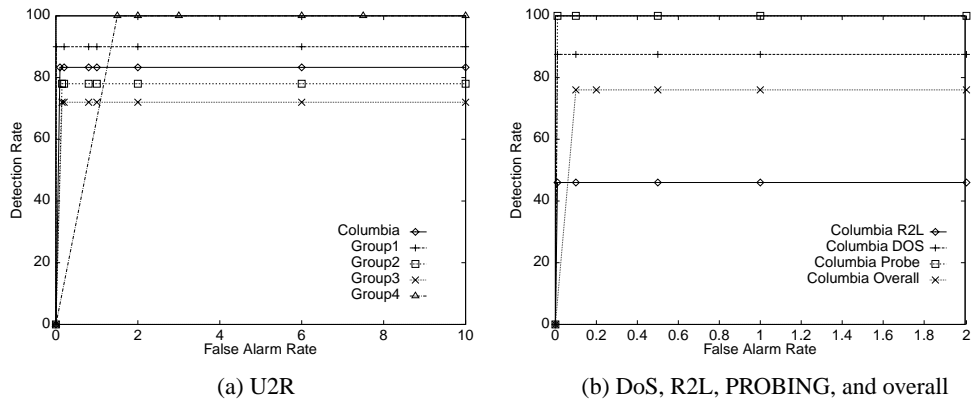 100
80
60
40
20
0
Detection Rate
0 2 4 6 8 10
False Alarm Rate
Columbia
Group1
Group2
Group3
Group4
(a) U2R
100
80
60
40
20
0
Detection Rate
0 0.2 0.4 0.6 0.8 1 1.2 1.4 1.6 1.8 2
False Alarm Rate
Columbia R2L
Columbia DOS
Columbia Probe
Columbia Overall
(b) DoS, R2L, PROBING, and overall